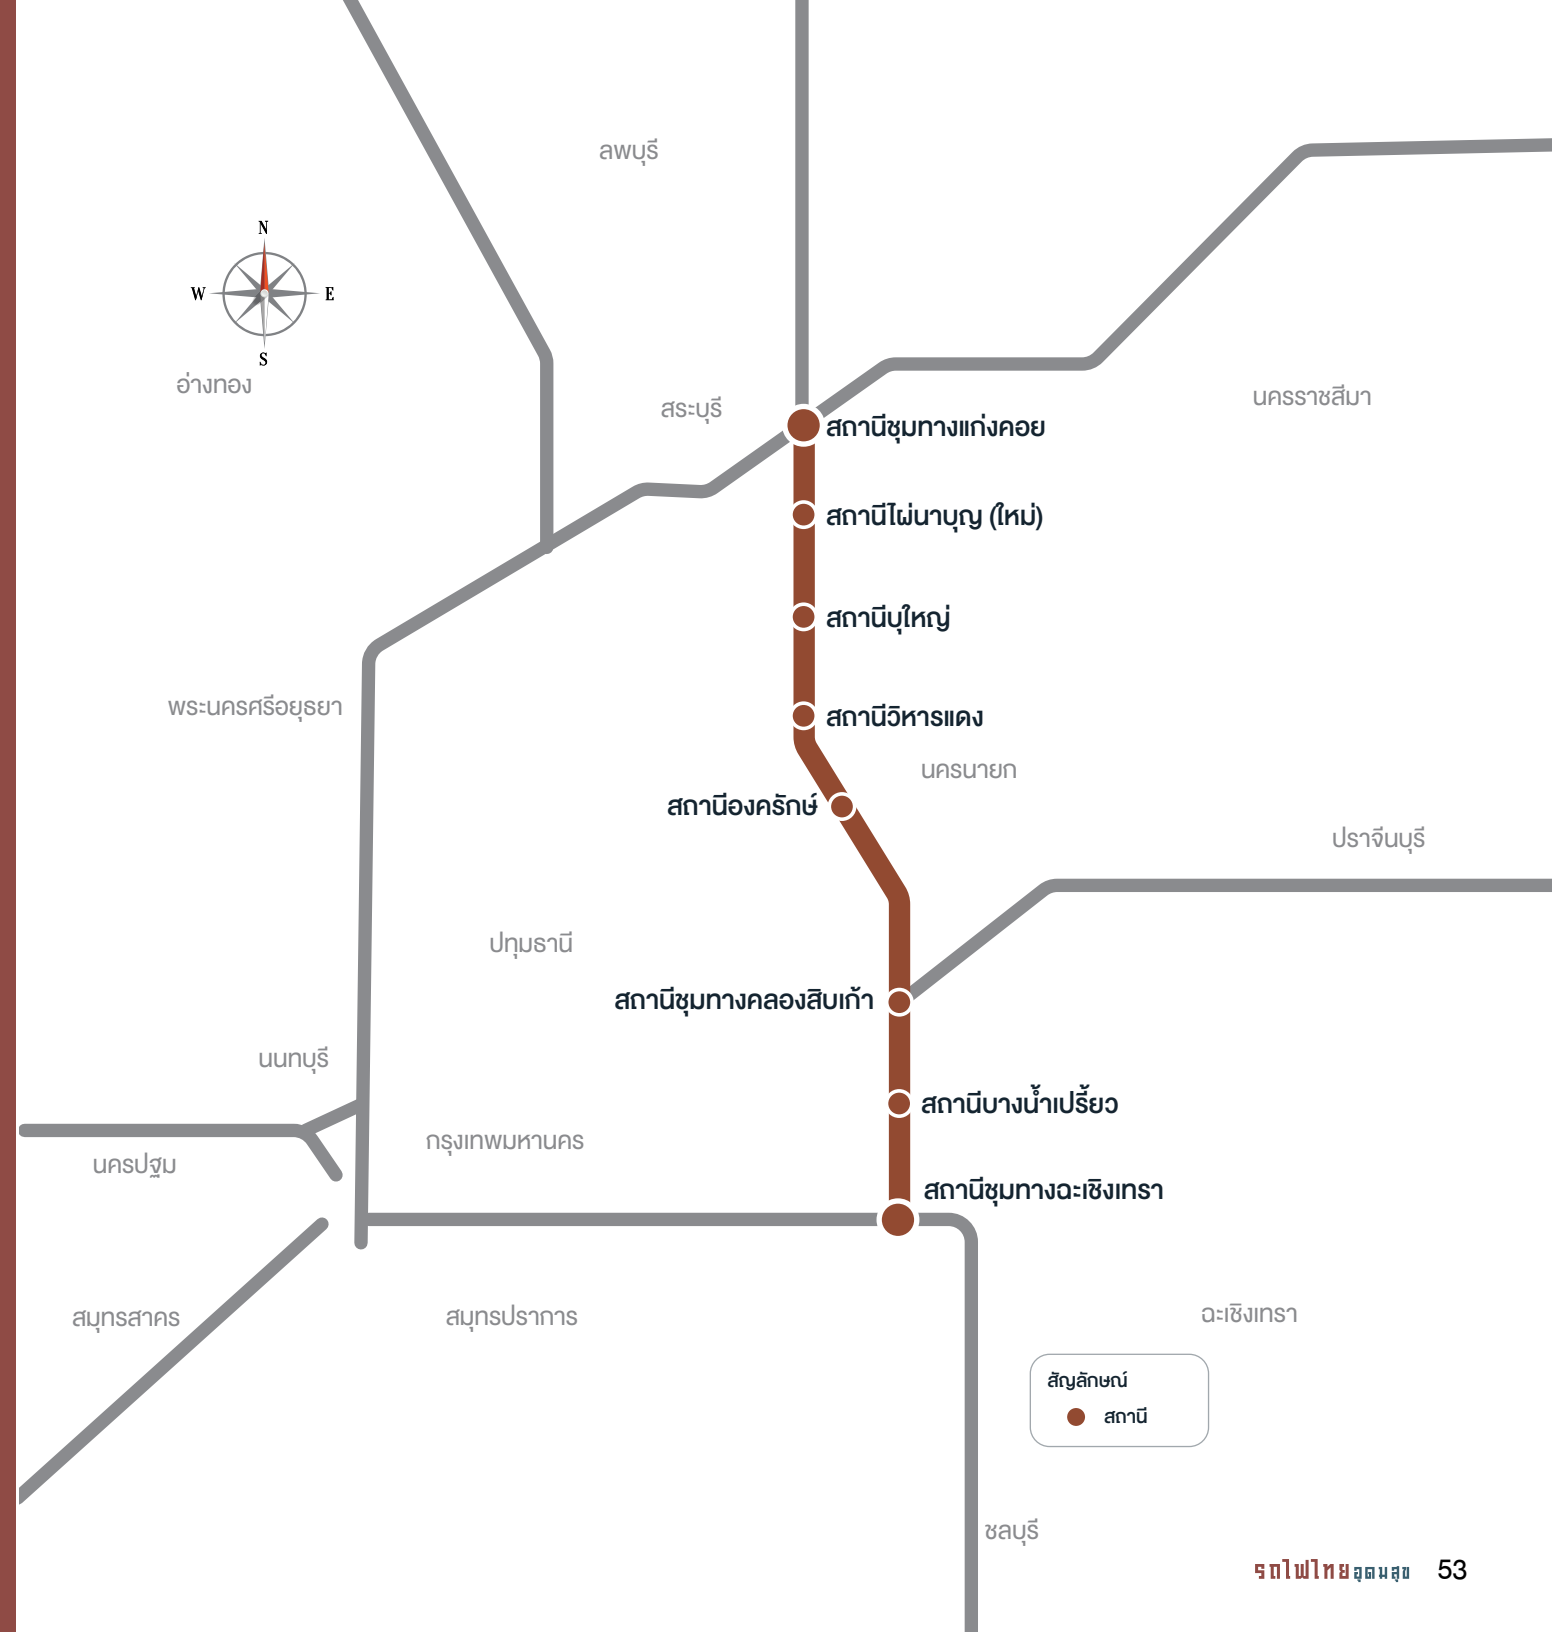 ลพบุรี
N
W
E
S
อ่างทอง
สระบุรี
นครราชสีมา
สถานีชุมทางแก่งคอย
สถานีไผ่นาบุญ (ใหม่)
สถานีบุใหญ่
พระนครศรีอยุธยา
สถานีวิหารแดง
นครนายก
สถานีองครักษ์
ปราจีนบุรี
ปทุมธานี
สถานีชุมทางคลองสิบเก้า
นนทบุรี
สถานีบางน้ำเปรี้ยว
กรุงเทพมหานคร
นครปฐม
สถานีชุมทางฉะเชิงเทรา
สมุทรสาคร
สมุทรปราการ
ฉะเชิงเทรา
สัญลักษณ์
สถานี
ชลบุรี
รถไฟไทยอุดมสุข 53